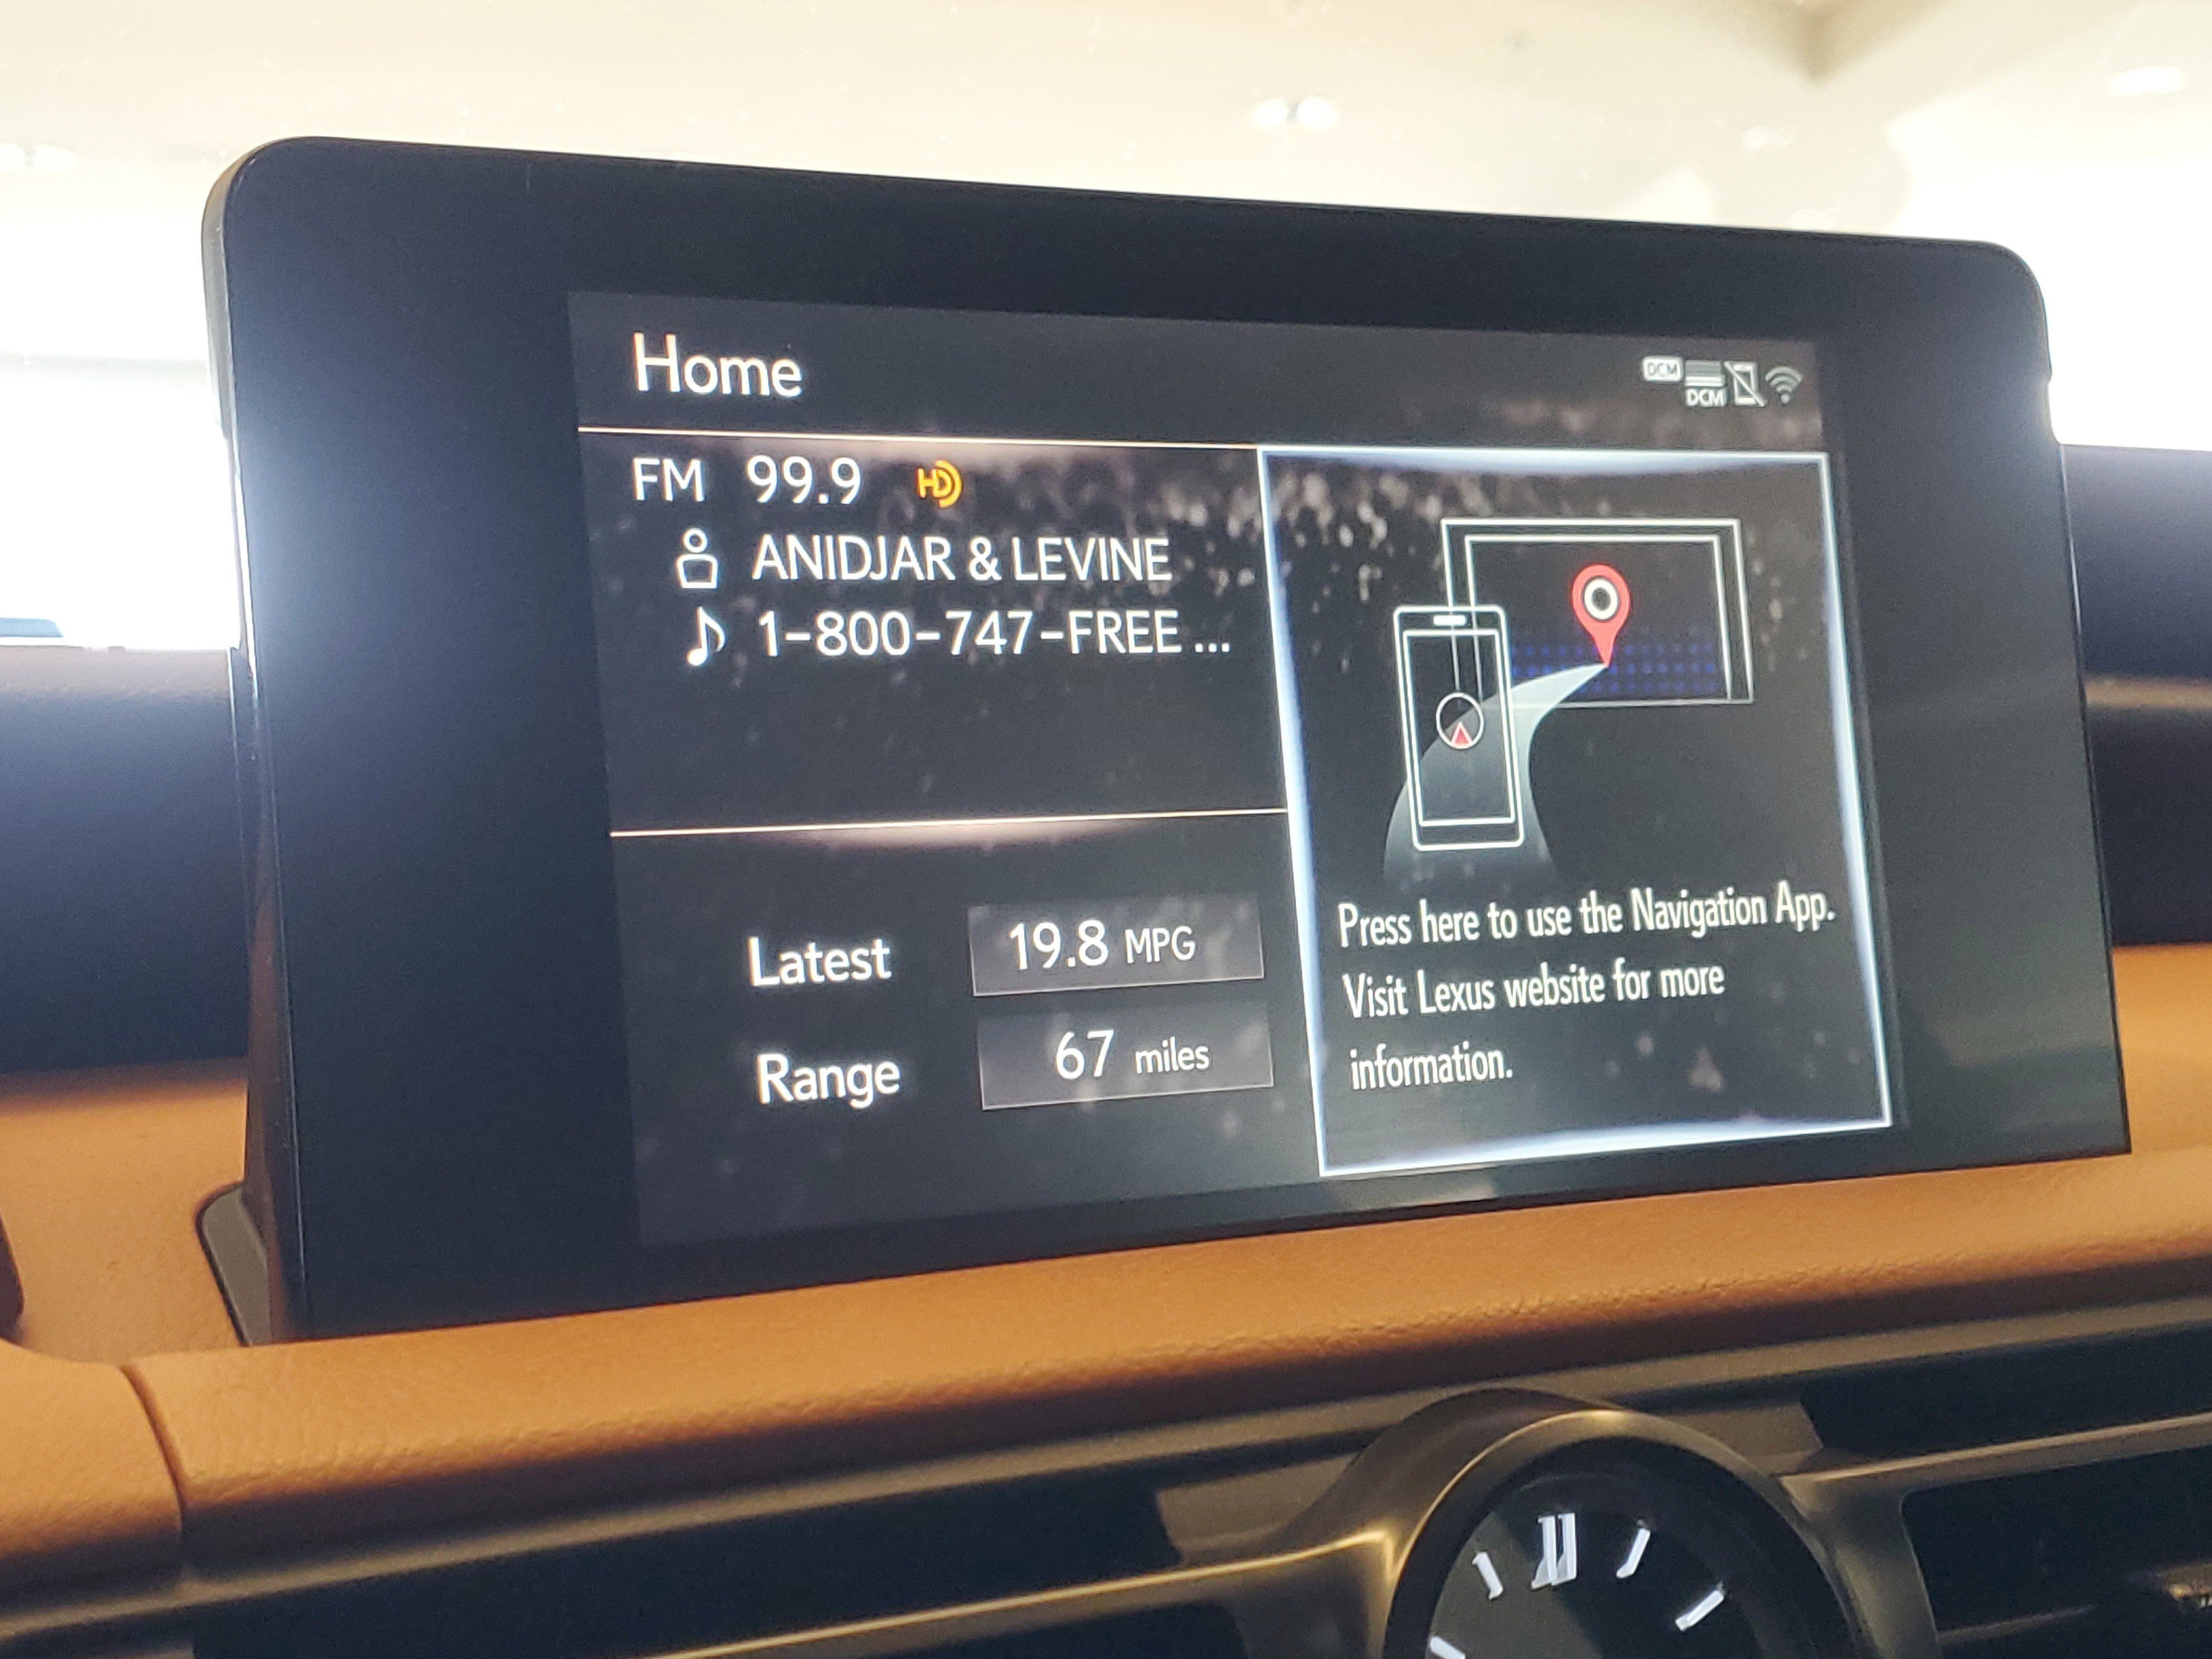 Home
DCM
DCM
FM 99.9 HD
ANIDJAR & LEVINE
1-800-747-FREE ...
Latest 19.8 MPG
Range 67 miles
Press here to use the Navigation App.
Visit Lexus website for more
information.